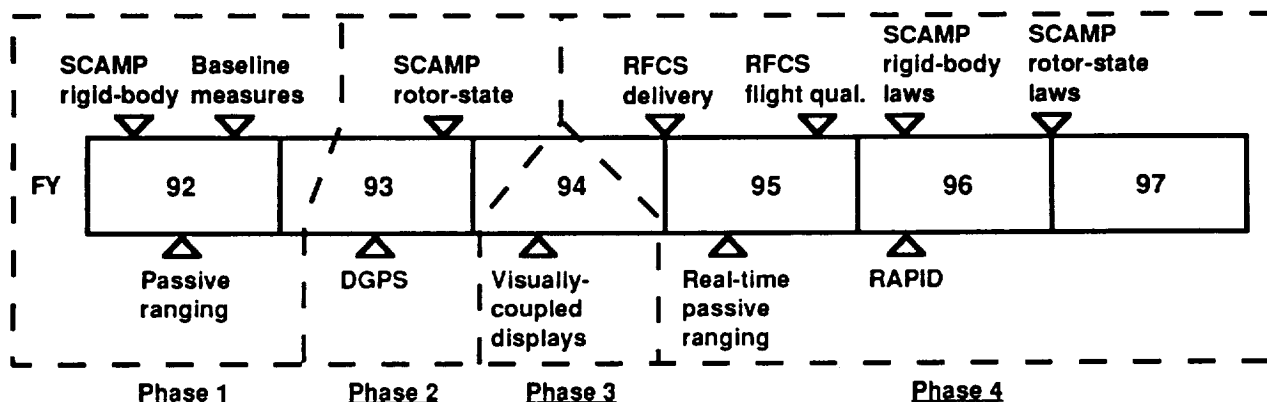 SCAMP
rigid-body
Baseline
measures
SCAMP
rotor-state
RFCS
delivery
RFCS
flight qual.
SCAMP
rigid-body
laws
SCAMP
rotor-state
laws
FY
92
93
94
95
96
97
Passive
ranging
DGPS
Visually-
coupled
displays
Real-time
passive
ranging
RAPID
Phase 1
Phase 2
Phase 3
Phase 4